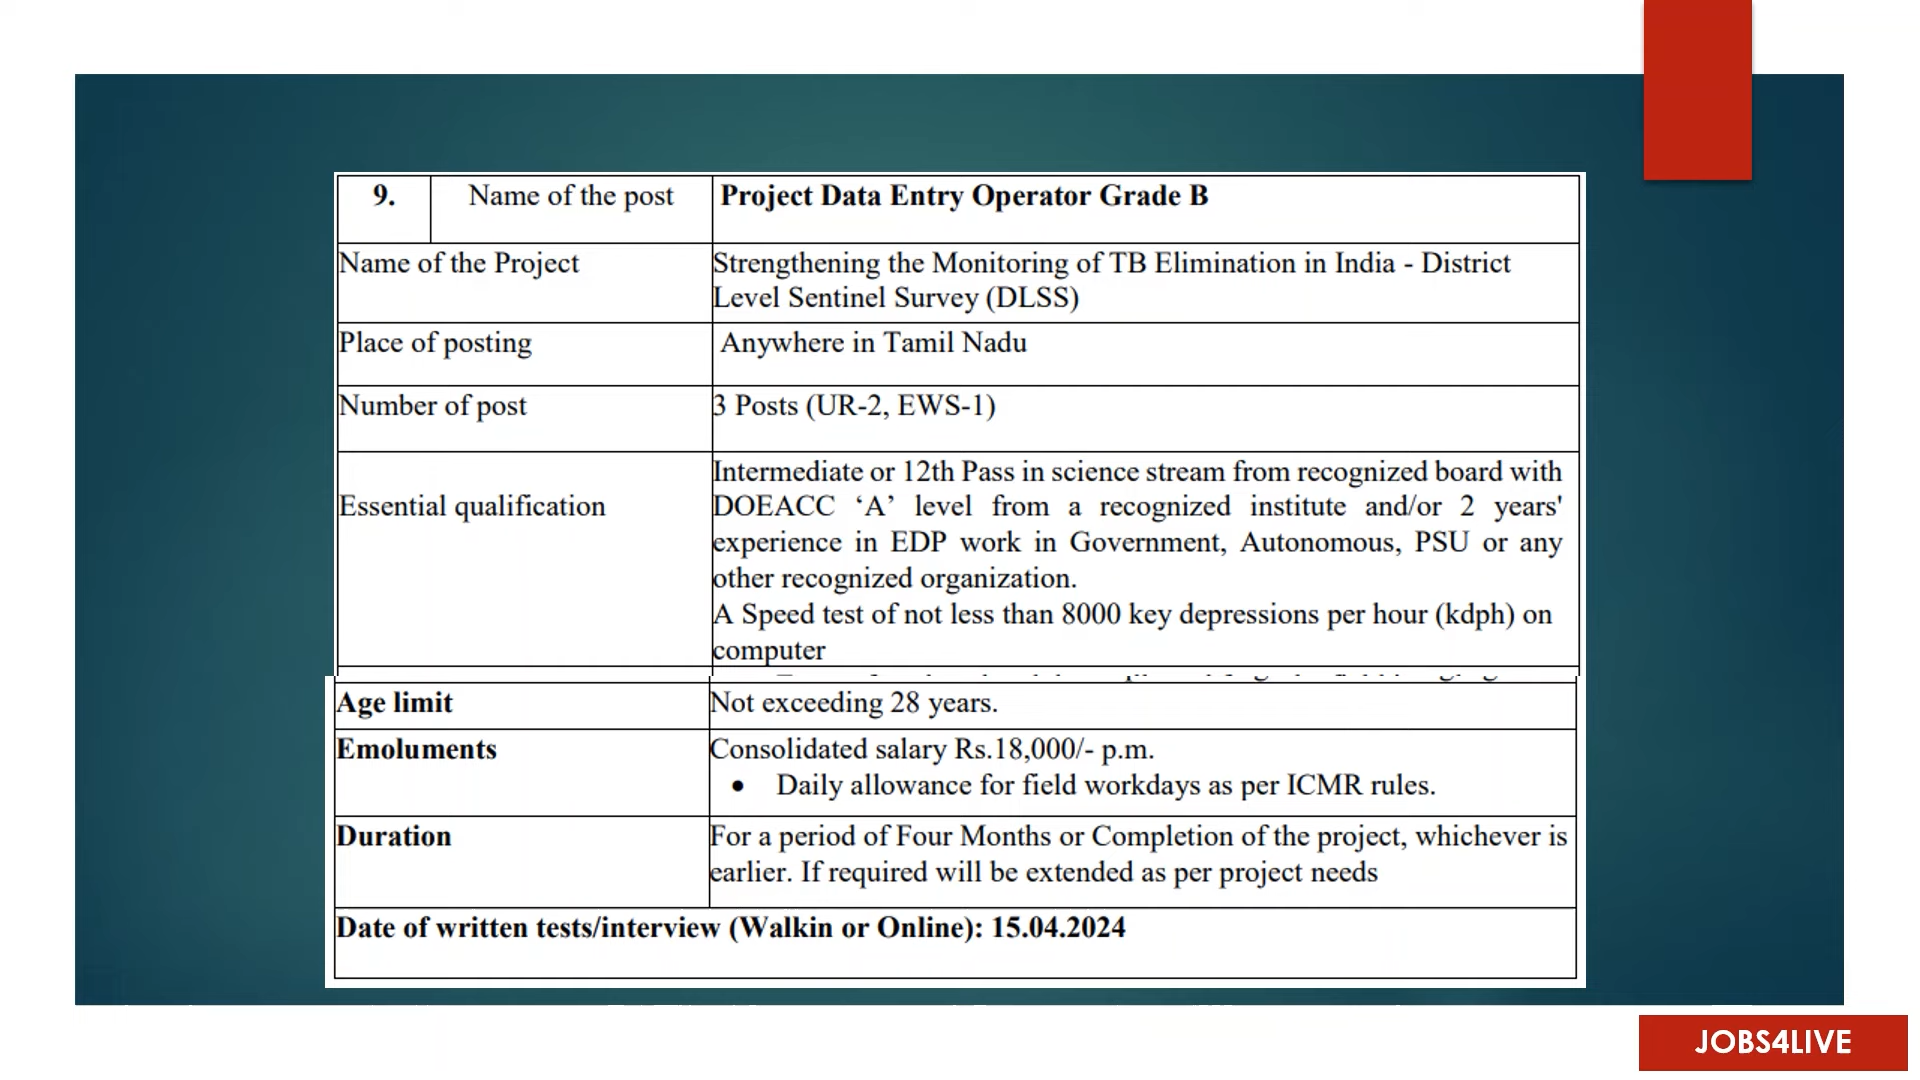 9. Name of the post Project Data Entry Operator Grade B
Name of the Project Strengthening the Monitoring of TB Elimination in India - District
Level Sentinel Survey (DLSS)
Place of posting Anywhere in Tamil Nadu
Number of post 3 Posts (UR-2, EWS-1)
Intermediate or 12th Pass in science stream from recognized board with
Essential qualification DOEACC ‘A’ level from a recognized institute and/or 2 years'
experience in EDP work in Government, Autonomous, PSU or any
other recognized organization.
A Speed test of not less than 8000 key depressions per hour (kdph) on
computer
Age limit Not exceeding 28 years.
Emoluments Consolidated salary Rs.18,000/- p.m.
• Daily allowance for field workdays as per ICMR rules.
Duration For a period of Four Months or Completion of the project, whichever is
earlier. If required will be extended as per project needs
Date of written tests/interview (Walkin or Online): 15.04.2024
JOBS4LIVE